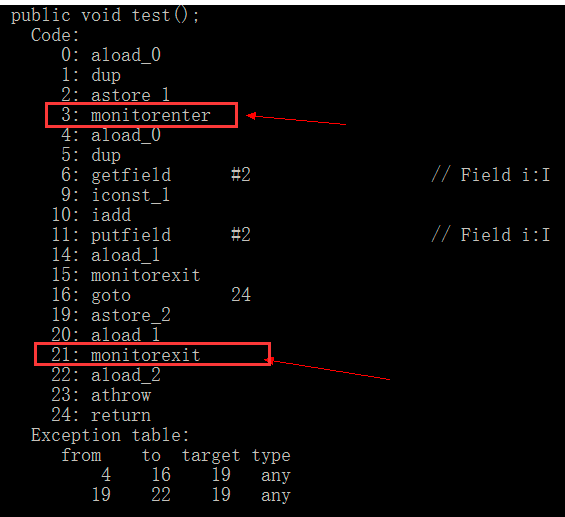 public void test();
Code:
0: aload_0
1: dup
2: astore_1
3: monitorenter
4: aload_0
5: dup
6: getfield #2 // Field i:I
9: iconst_1
10: iadd
11: putfield #2 // Field i:I
14: aload_1
15: monitorexit
16: goto 24
19: astore_2
20: aload_1
21: monitorexit
22: aload_2
23: athrow
24: return
Exception table:
from to target type
4 16 19 any
19 22 19 any